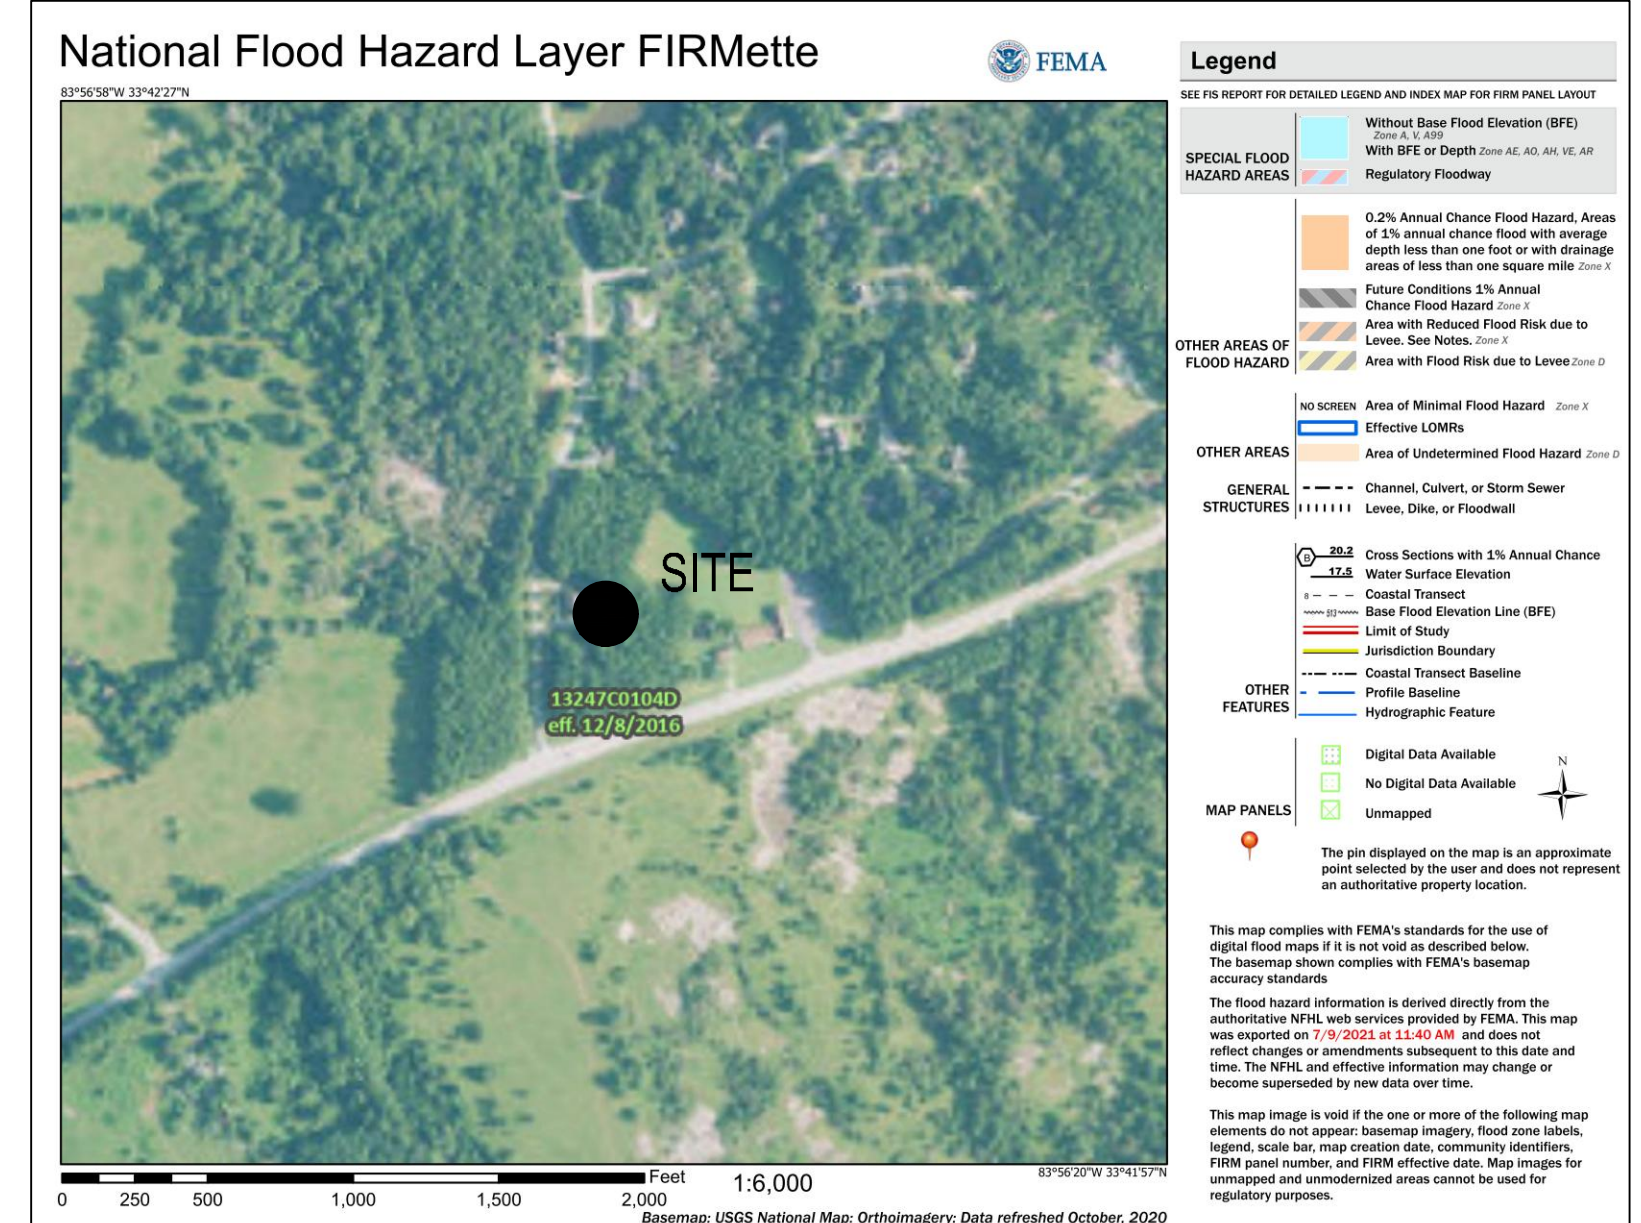 National Flood Hazard Layer FIRMette
FEMA
83°56'58"W 33°42'27"N
SITE
13247C0104D
eff. 12/8/2016
83°56'20"W 33°41'57"N
Feet
1:6,000
0 250 500 1,000 1,500 2,000
Basemap: USGS National Map: Orthoimagery: Data refreshed October, 2020
Legend
SEE FIS REPORT FOR DETAILED LEGEND AND INDEX MAP FOR FIRM PANEL LAYOUT
SPECIAL FLOOD
HAZARD AREAS
Without Base Flood Elevation (BFE)
Zone A, V, A99
With BFE or Depth Zone AE, AO, AH, VE, AR
Regulatory Floodway
OTHER AREAS OF
FLOOD HAZARD
0.2% Annual Chance Flood Hazard, Areas
of 1% annual chance flood with average
depth less than one foot or with drainage
areas of less than one square mile Zone X
Future Conditions 1% Annual
Chance Flood Hazard Zone X
Area with Reduced Flood Risk due to
Levee. See Notes. Zone X
Area with Flood Risk due to Levee Zone D
OTHER AREAS
NO SCREEN Area of Minimal Flood Hazard Zone X
Effective LOMRs
Area of Undetermined Flood Hazard Zone D
GENERAL
STRUCTURES
Channel, Culvert, or Storm Sewer
Levee, Dike, or Floodwall
OTHER
FEATURES
B 20.2 Cross Sections with 1% Annual Chance
17.5 Water Surface Elevation
8 Coastal Transect
513 Base Flood Elevation Line (BFE)
Limit of Study
Jurisdiction Boundary
Coastal Transect Baseline
Profile Baseline
Hydrographic Feature
MAP PANELS
Digital Data Available
No Digital Data Available
Unmapped
N
The pin displayed on the map is an approximate
point selected by the user and does not represent
an authoritative property location.
This map complies with FEMA's standards for the use of
digital flood maps if it is not void as described below.
The basemap shown complies with FEMA's basemap
accuracy standards
The flood hazard information is derived directly from the
authoritative NFHL web services provided by FEMA. This map
was exported on 7/9/2021 at 11:40 AM and does not
reflect changes or amendments subsequent to this date and
time. The NFHL and effective information may change or
become superseded by new data over time.
This map image is void if the one or more of the following map
elements do not appear: basemap imagery, flood zone labels,
legend, scale bar, map creation date, community identifiers,
FIRM panel number, and FIRM effective date. Map images for
unmapped and unmodernized areas cannot be used for
regulatory purposes.